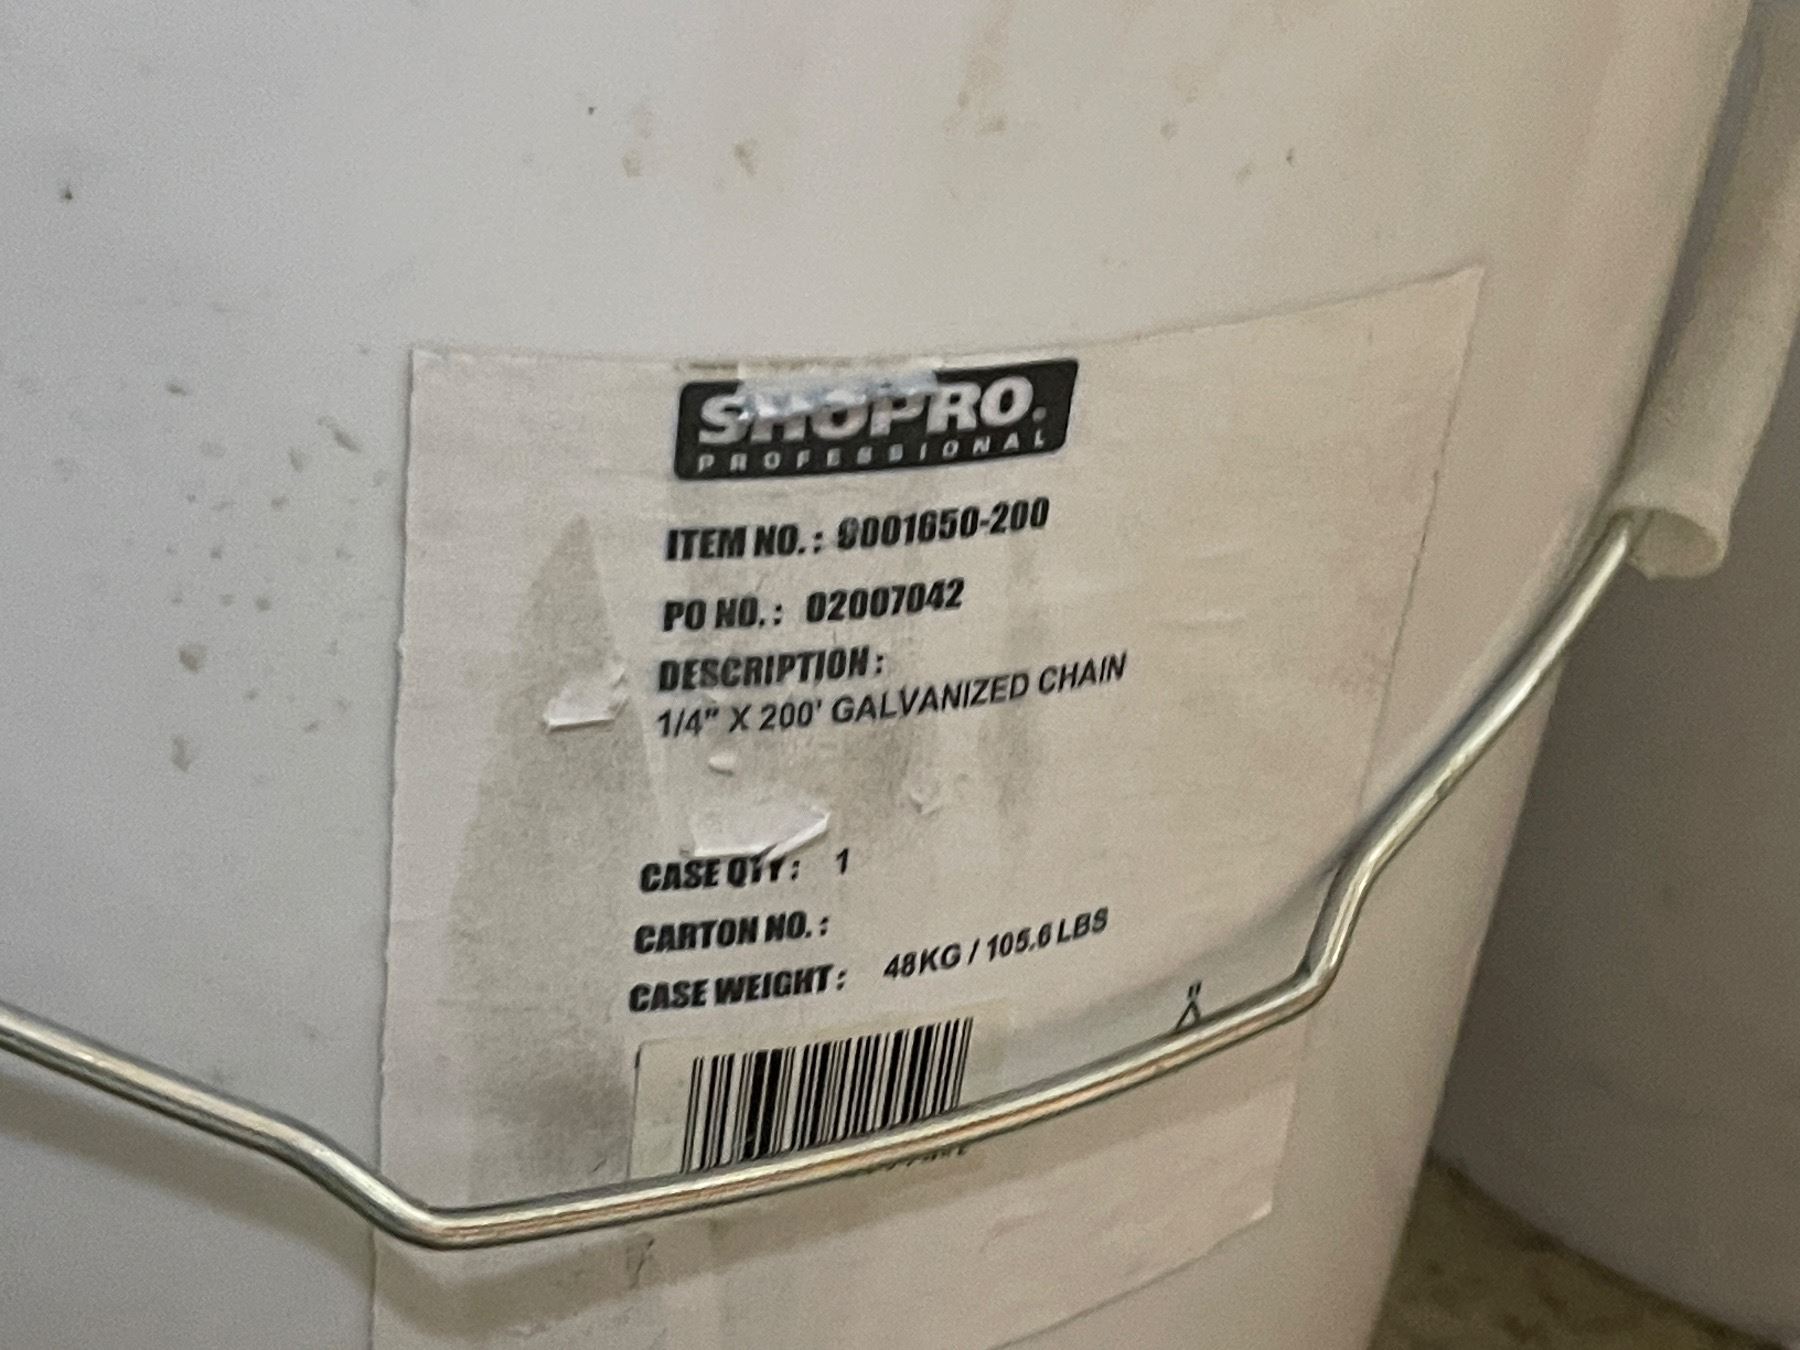 SHOPRO.
PROFESSIONAL
ITEM NO.: 9001650-200
PO NO.: 02007042
DESCRIPTION:
1/4" X 200' GALVANIZED CHAIN
CASE QTY: 1
CARTON NO.:
CASE WEIGHT: 48KG / 105.6 LBS